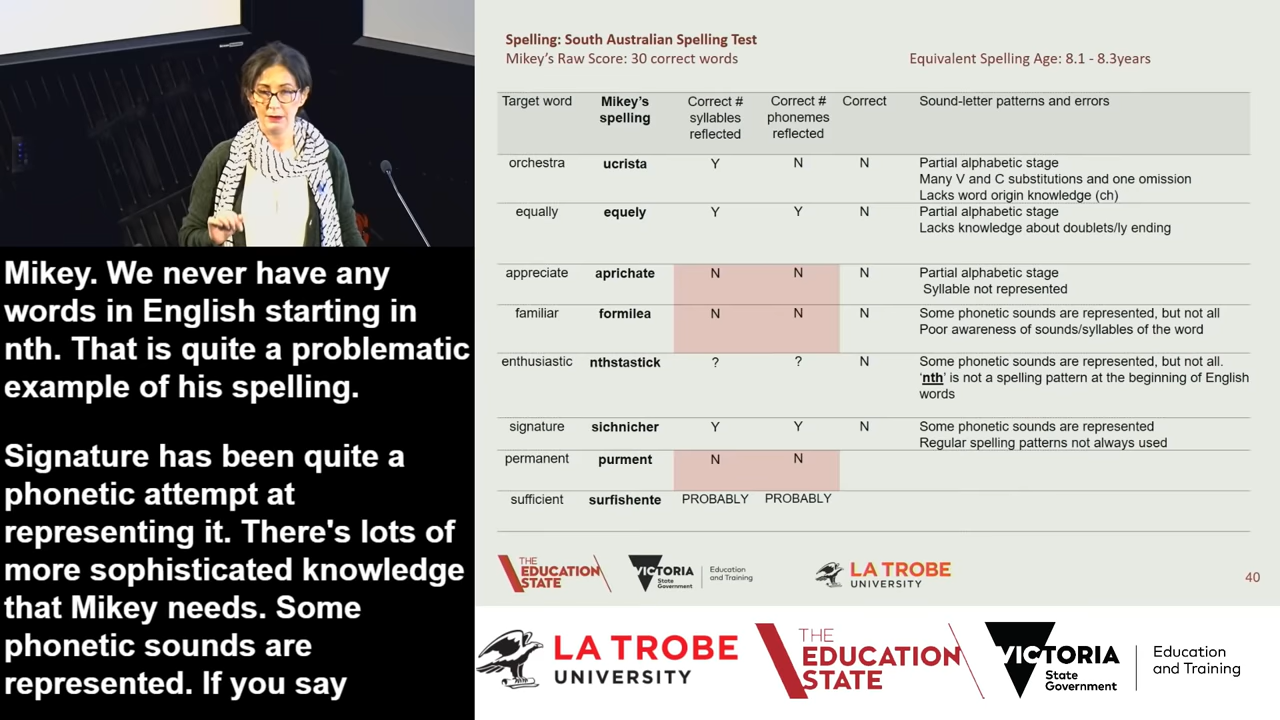 Mikey. We never have any
words in English starting in
nth. That is quite a problematic
example of his spelling.
Signature has been quite a
phonetic attempt at
representing it. There's lots of
more sophisticated knowledge
that Mikey needs. Some
phonetic sounds are
represented. If you say
Spelling: South Australian Spelling Test
Mikey's Raw Score: 30 correct words Equivalent Spelling Age: 8.1 - 8.3years
Target word Mikey's spelling Correct # syllables reflected Correct # phonemes reflected Correct Sound-letter patterns and errors
orchestra ucrista Y N N Partial alphabetic stage
Many V and C substitutions and one omission
Lacks word origin knowledge (ch)
equally equely Y Y N Partial alphabetic stage
Lacks knowledge about doublets/ly ending
appreciate aprichate N N N Partial alphabetic stage
Syllable not represented
familiar formilea N N N Some phonetic sounds are represented, but not all
Poor awareness of sounds/syllables of the word
enthusiastic nthstastick ? ? N Some phonetic sounds are represented, but not all.
'nth' is not a spelling pattern at the beginning of English
words
signature sichnicher Y Y N Some phonetic sounds are represented
Regular spelling patterns not always used
permanent purment N N
sufficient surfishente PROBABLY PROBABLY
THE
EDUCATION
STATE
VICTORIA
State
Government
Education
and Training
LA TROBE
UNIVERSITY
40
LA TROBE
UNIVERSITY
THE
EDUCATION
STATE
VICTORIA
State
Government
Education
and Training